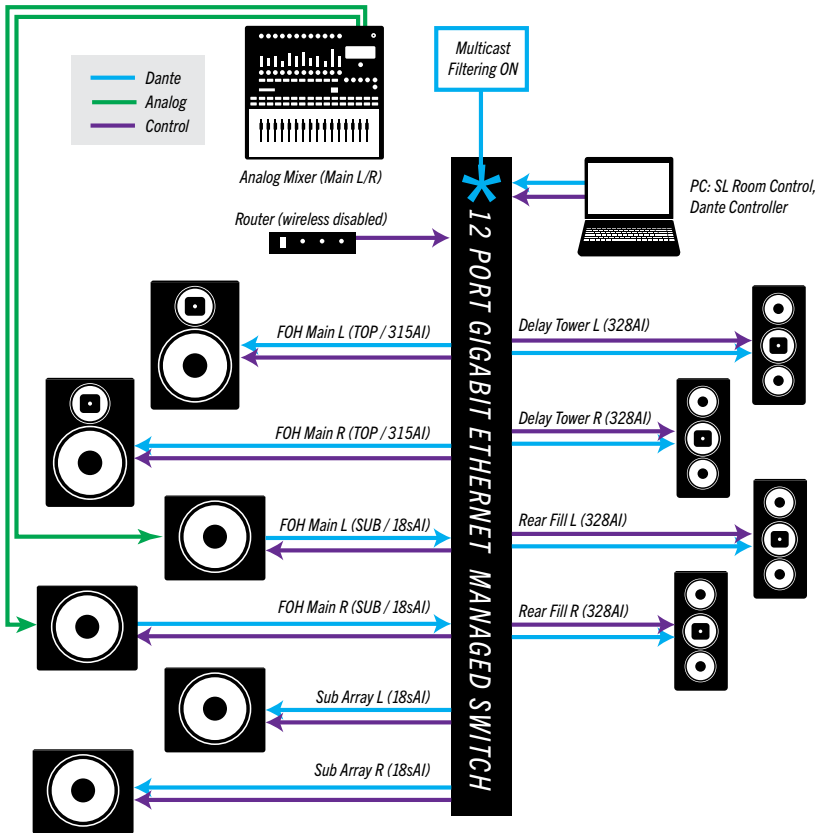 Multicast
Filtering ON
Dante
Analog
Control
Analog Mixer (Main L/R)
PC: SL Room Control,
Dante Controller
Router (wireless disabled)
12 PORT GIGABIT ETHERNET MANAGED SWITCH
FOH Main L (TOP / 315AI)
Delay Tower L (328AI)
FOH Main R (TOP / 315AI)
Delay Tower R (328AI)
FOH Main L (SUB / 18sAI)
Rear Fill L (328AI)
FOH Main R (SUB / 18sAI)
Rear Fill R (328AI)
Sub Array L (18sAI)
Sub Array R (18sAI)